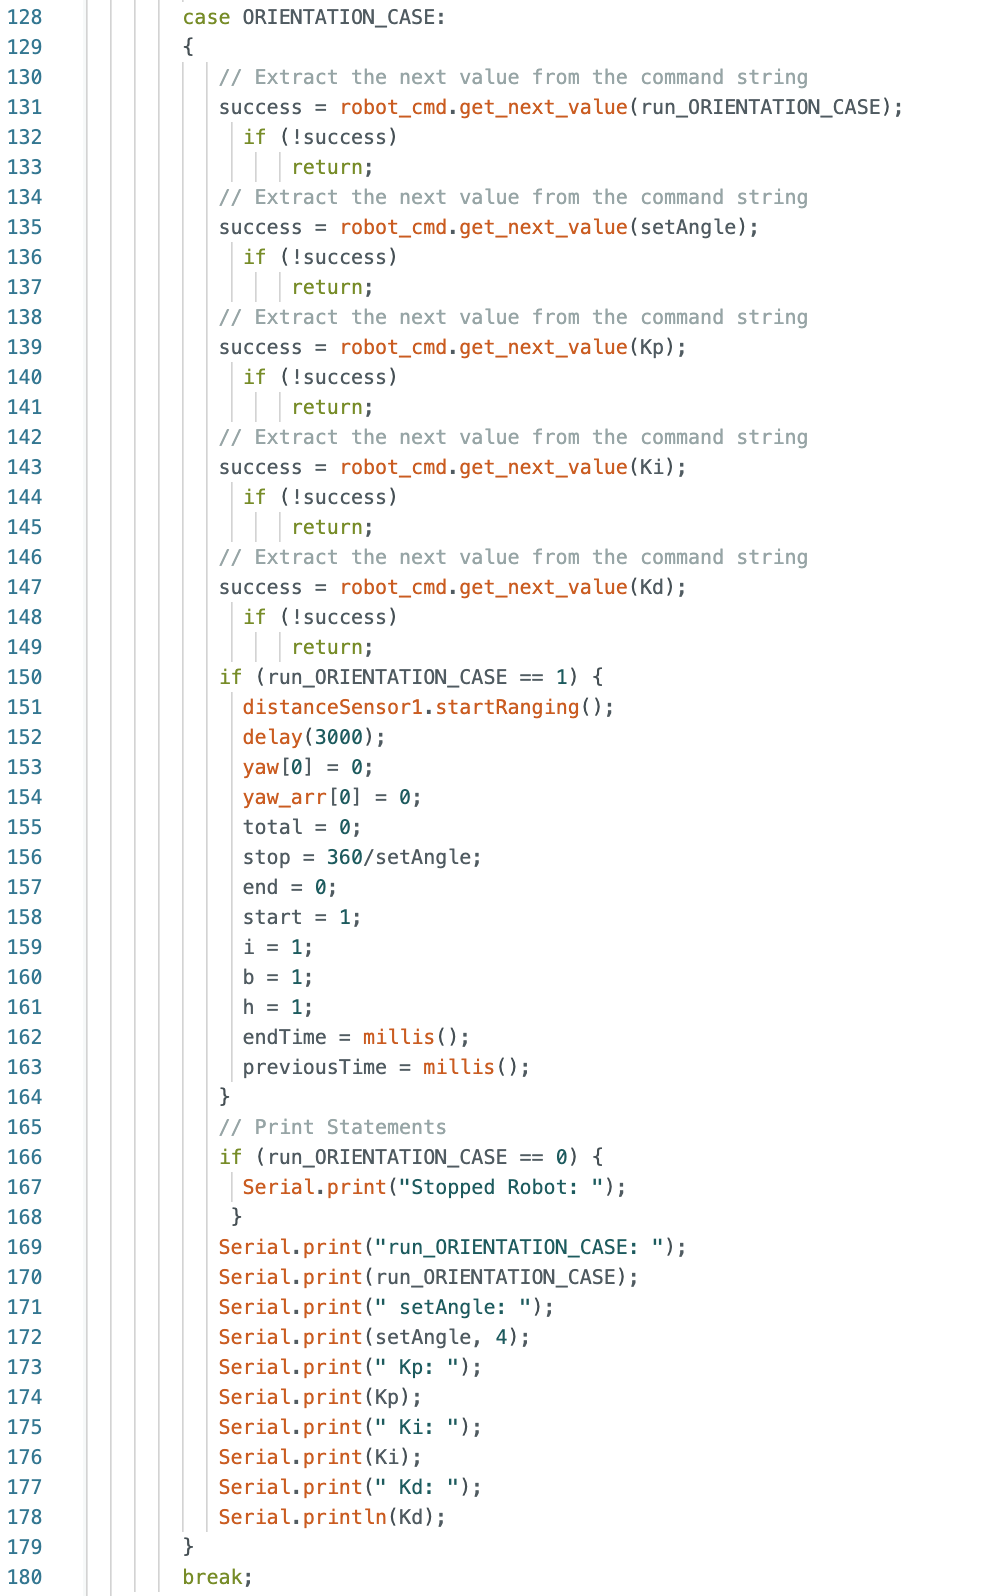 128 case ORIENTATION_CASE:
129 {
130 // Extract the next value from the command string
131 success = robot_cmd.get_next_value(run_ORIENTATION_CASE);
132 if (!success)
133 return;
134 // Extract the next value from the command string
135 success = robot_cmd.get_next_value(setAngle);
136 if (!success)
137 return;
138 // Extract the next value from the command string
139 success = robot_cmd.get_next_value(Kp);
140 if (!success)
141 return;
142 // Extract the next value from the command string
143 success = robot_cmd.get_next_value(Ki);
144 if (!success)
145 return;
146 // Extract the next value from the command string
147 success = robot_cmd.get_next_value(Kd);
148 if (!success)
149 return;
150 if (run_ORIENTATION_CASE == 1) {
151 distanceSensor1.startRanging();
152 delay(3000);
153 yaw[0] = 0;
154 yaw_arr[0] = 0;
155 total = 0;
156 stop = 360/setAngle;
157 end = 0;
158 start = 1;
159 i = 1;
160 b = 1;
161 h = 1;
162 endTime = millis();
163 previousTime = millis();
164 }
165 // Print Statements
166 if (run_ORIENTATION_CASE == 0) {
167 Serial.print("Stopped Robot: ");
168 }
169 Serial.print("run_ORIENTATION_CASE: ");
170 Serial.print(run_ORIENTATION_CASE);
171 Serial.print(" setAngle: ");
172 Serial.print(setAngle, 4);
173 Serial.print(" Kp: ");
174 Serial.print(Kp);
175 Serial.print(" Ki: ");
176 Serial.print(Ki);
177 Serial.print(" Kd: ");
178 Serial.println(Kd);
179 }
180 break;